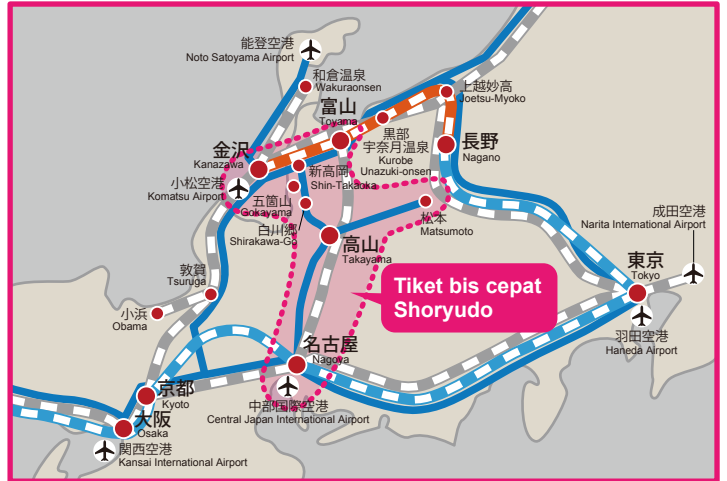 能登空港
Noto Satoyama Airport
和倉温泉
Wakuraonsen
上越妙高
Joetsu-Myoko
富山
Toyama
黒部
宇奈月温泉
Kurobe
Unazuki-onsen
長野
Nagano
金沢
Kanazawa
新高岡
Shin-Takaoka
小松空港
Komatsu Airport
五箇山
Gokayama
白川郷
Shirakawa-Go
松本
Matsumoto
高山
Takayama
成田空港
Narita International Airport
東京
Tokyo
羽田空港
Haneda Airport
敦賀
Tsuruga
小浜
Obama
Tiket bis cepat
Shoryudo
名古屋
Nagoya
中部国際空港
Central Japan International Airport
京都
Kyoto
大阪
Osaka
関西空港
Kansai International Airport